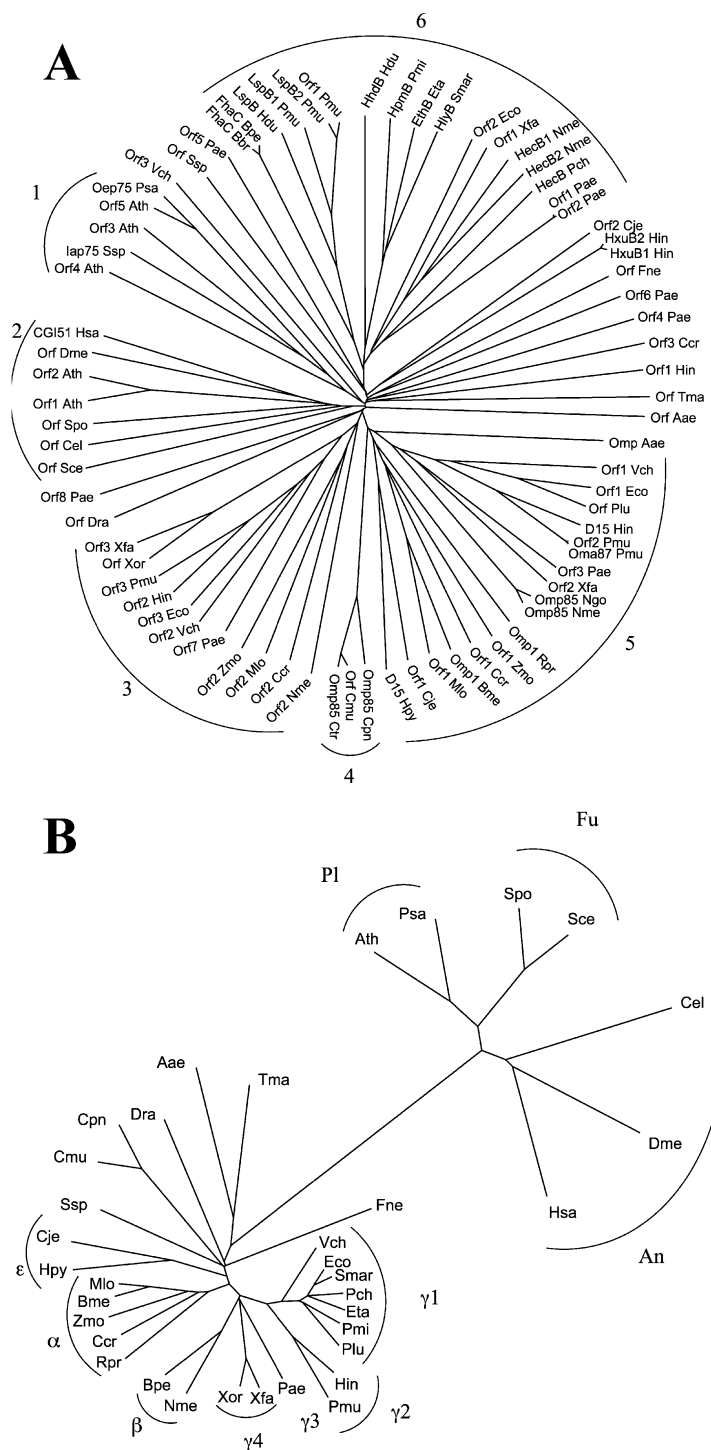 A
6
HhdB Hdu
HpmB Pmi
EthB Eta
HlyB Smar
Orf2 Eco
Orf1 Xfa
HecB1 Nme
HecB2 Nme
HecB Pch
Orf1 Pae
Orf2 Pae
Orf2 Cje
HxuB2 Hin
HxuB1 Hin
Orf Fne
Orf6 Pae
Orf4 Pae
Orf3 Ccr
Orf1 Hin
Orf Tma
Orf Aae
Omp Aae
Orf1 Vch
Orf1 Eco
Orf Plu
D15 Hin
Orf2 Pmu
Oma87 Pmu
Orf3 Pae
Orf2 Xfa
Omp85 Ngo
Omp85 Nme
5
Omp1 Rpr
Orf1 Zmo
Orf1 Ccr
Omp1 Bme
Orf1 Mlo
Orf1 Cje
D15 Hpy
Omp85 Cpn
Orf Cmu
Omp85 Ctr
4
Orf2 Nme
Orf2 Ccr
Orf2 Mlo
Orf2 Zmo
3
Orf7 Pae
Orf2 Vch
Orf3 Eco
Orf2 Hin
Orf3 Pmu
Orf Xor
Orf3 Xfa
Orf Dra
Orf8 Pae
Orf Sce
Orf Cel
Orf Spo
Orf1 Ath
Orf2 Ath
Orf Dme
CGI51 Hsa
2
Orf4 Ath
Iap75 Ssp
Orf3 Ath
Orf5 Ath
Oep75 Psa
1
Orf3 Vch
Orf Ssp
Orf5 Pae
FhaC Bbr
FhaC Bpe
LspB Hdu
LspB1 Pmu
LspB2 Pmu
Orf1 Pmu
B
Fu
Pl
Spo
Psa
Sce
Ath
Cel
Aae
Tma
Dra
Cpn
Dme
Cmu
Ssp
Fne
Hsa
Cje
Vch
An
Eco
Hpy
Smar
ε
Mlo
Pch
γ1
Bme
Eta
Zmo
Pmi
α
Ccr
Plu
Rpr
Bpe
Hin
Xor
Xfa
Pae
Nme
Pmu
γ2
β
γ3
γ4